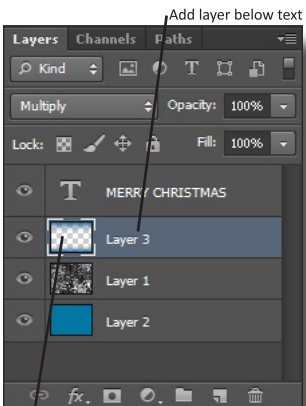 Add layer below text
Layers Channels Paths
Kind T
Multiply Opacity: 100%
Lock: Fill: 100%
T MERRY CHRISTMAS
Layer 3
Layer 1
Layer 2
fx.